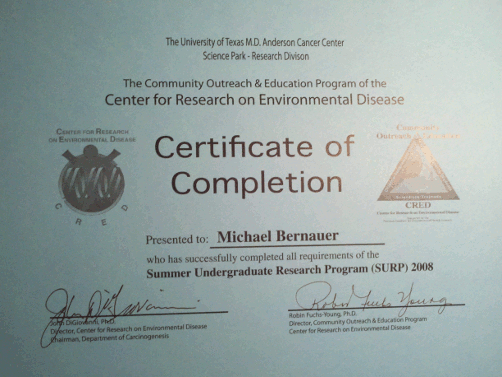 The University of Texas M.D. Anderson Cancer Center
Science Park - Research Divison
The Community Outreach & Education Program of the
Center for Research on Environmental Disease
CENTER FOR RESEARCH
ON ENVIRONMENTAL DISEASE
CRED
Certificate of
Completion
Community
CRED
Presented to: Michael Bernauer
who has successfully completed all requirements of the
Summer Undergraduate Research Program (SURP) 2008
John DiGiovanni, Ph.D.
Director, Center for Research on Environmental Disease
Chairman, Department of Carcinogenesis
Robin Fuchs-Young
Robin Fuchs-Young, Ph.D.
Director, Community Outreach & Education Program
Center for Research on Environmental Disease